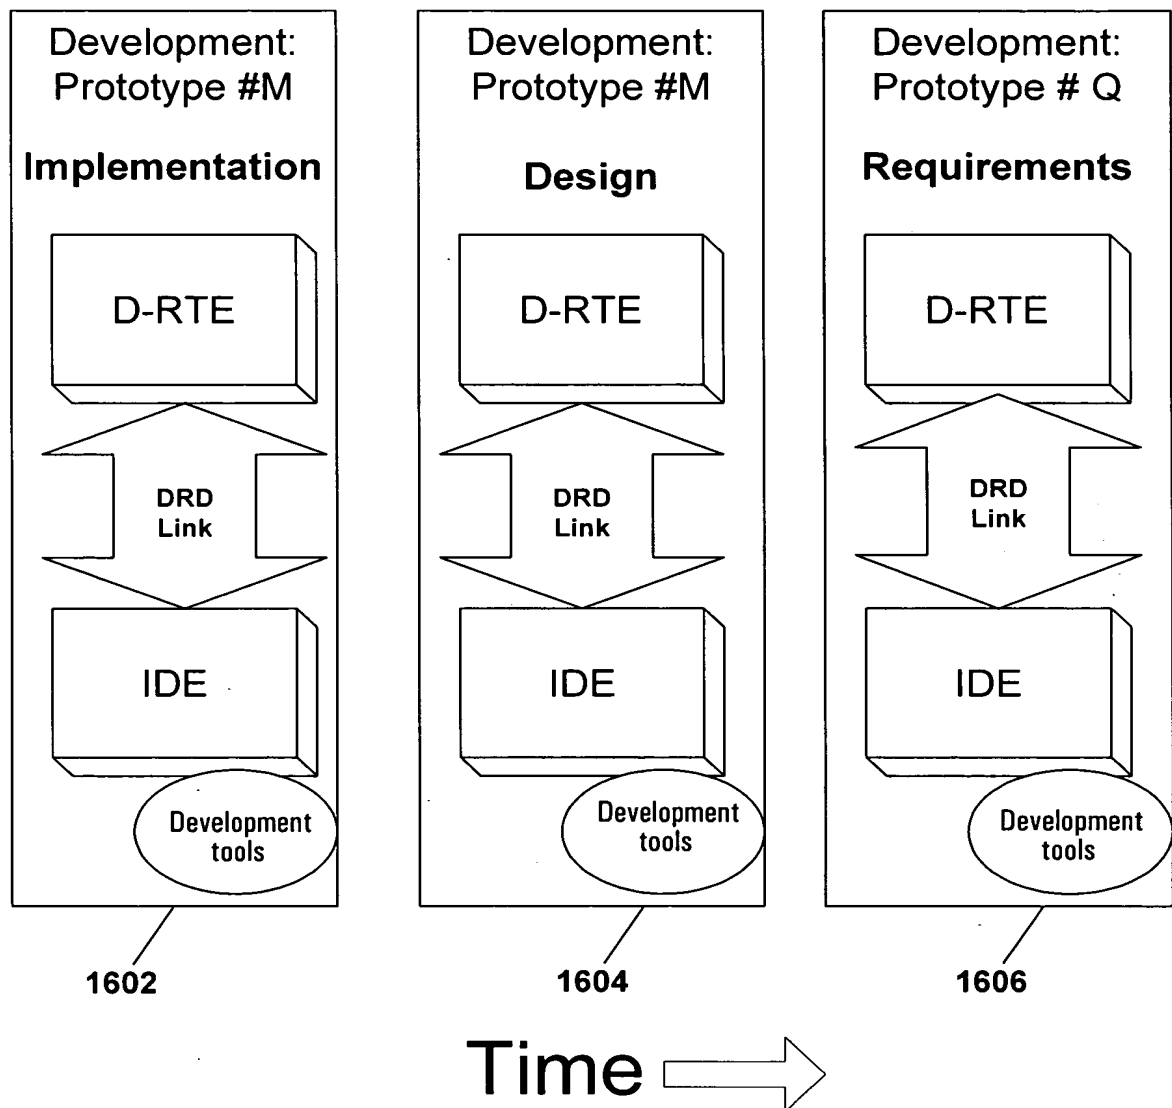 Development:
Prototype #M
Implementation
D-RTE
DRD
Link
IDE
Development
tools
1602
Development:
Prototype #M
Design
D-RTE
DRD
Link
IDE
Development
tools
1604
Development:
Prototype # Q
Requirements
D-RTE
DRD
Link
IDE
Development
tools
1606
Time